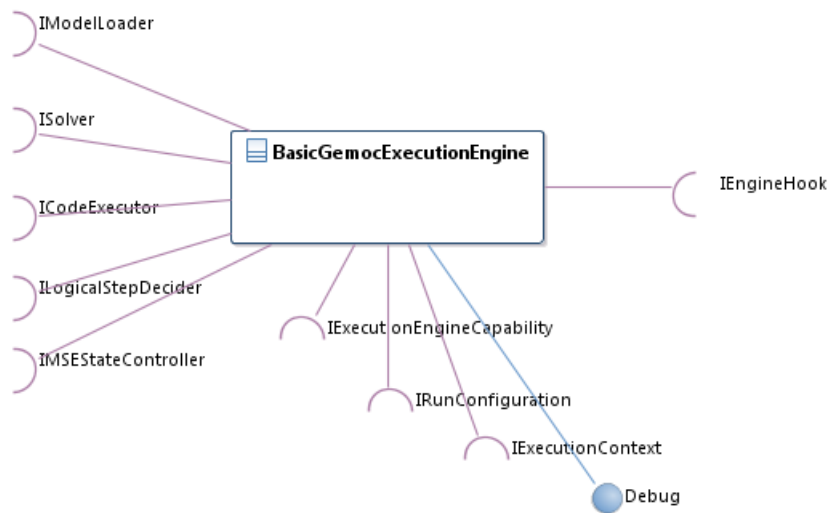 IModelLoader
ISolver
BasicGemocExecutionEngine
IEngineHook
ICodeExecutor
ILogicalStepDecider
IExecutionEngineCapability
IMSEStateController
IRunConfiguration
IExecutionContext
Debug